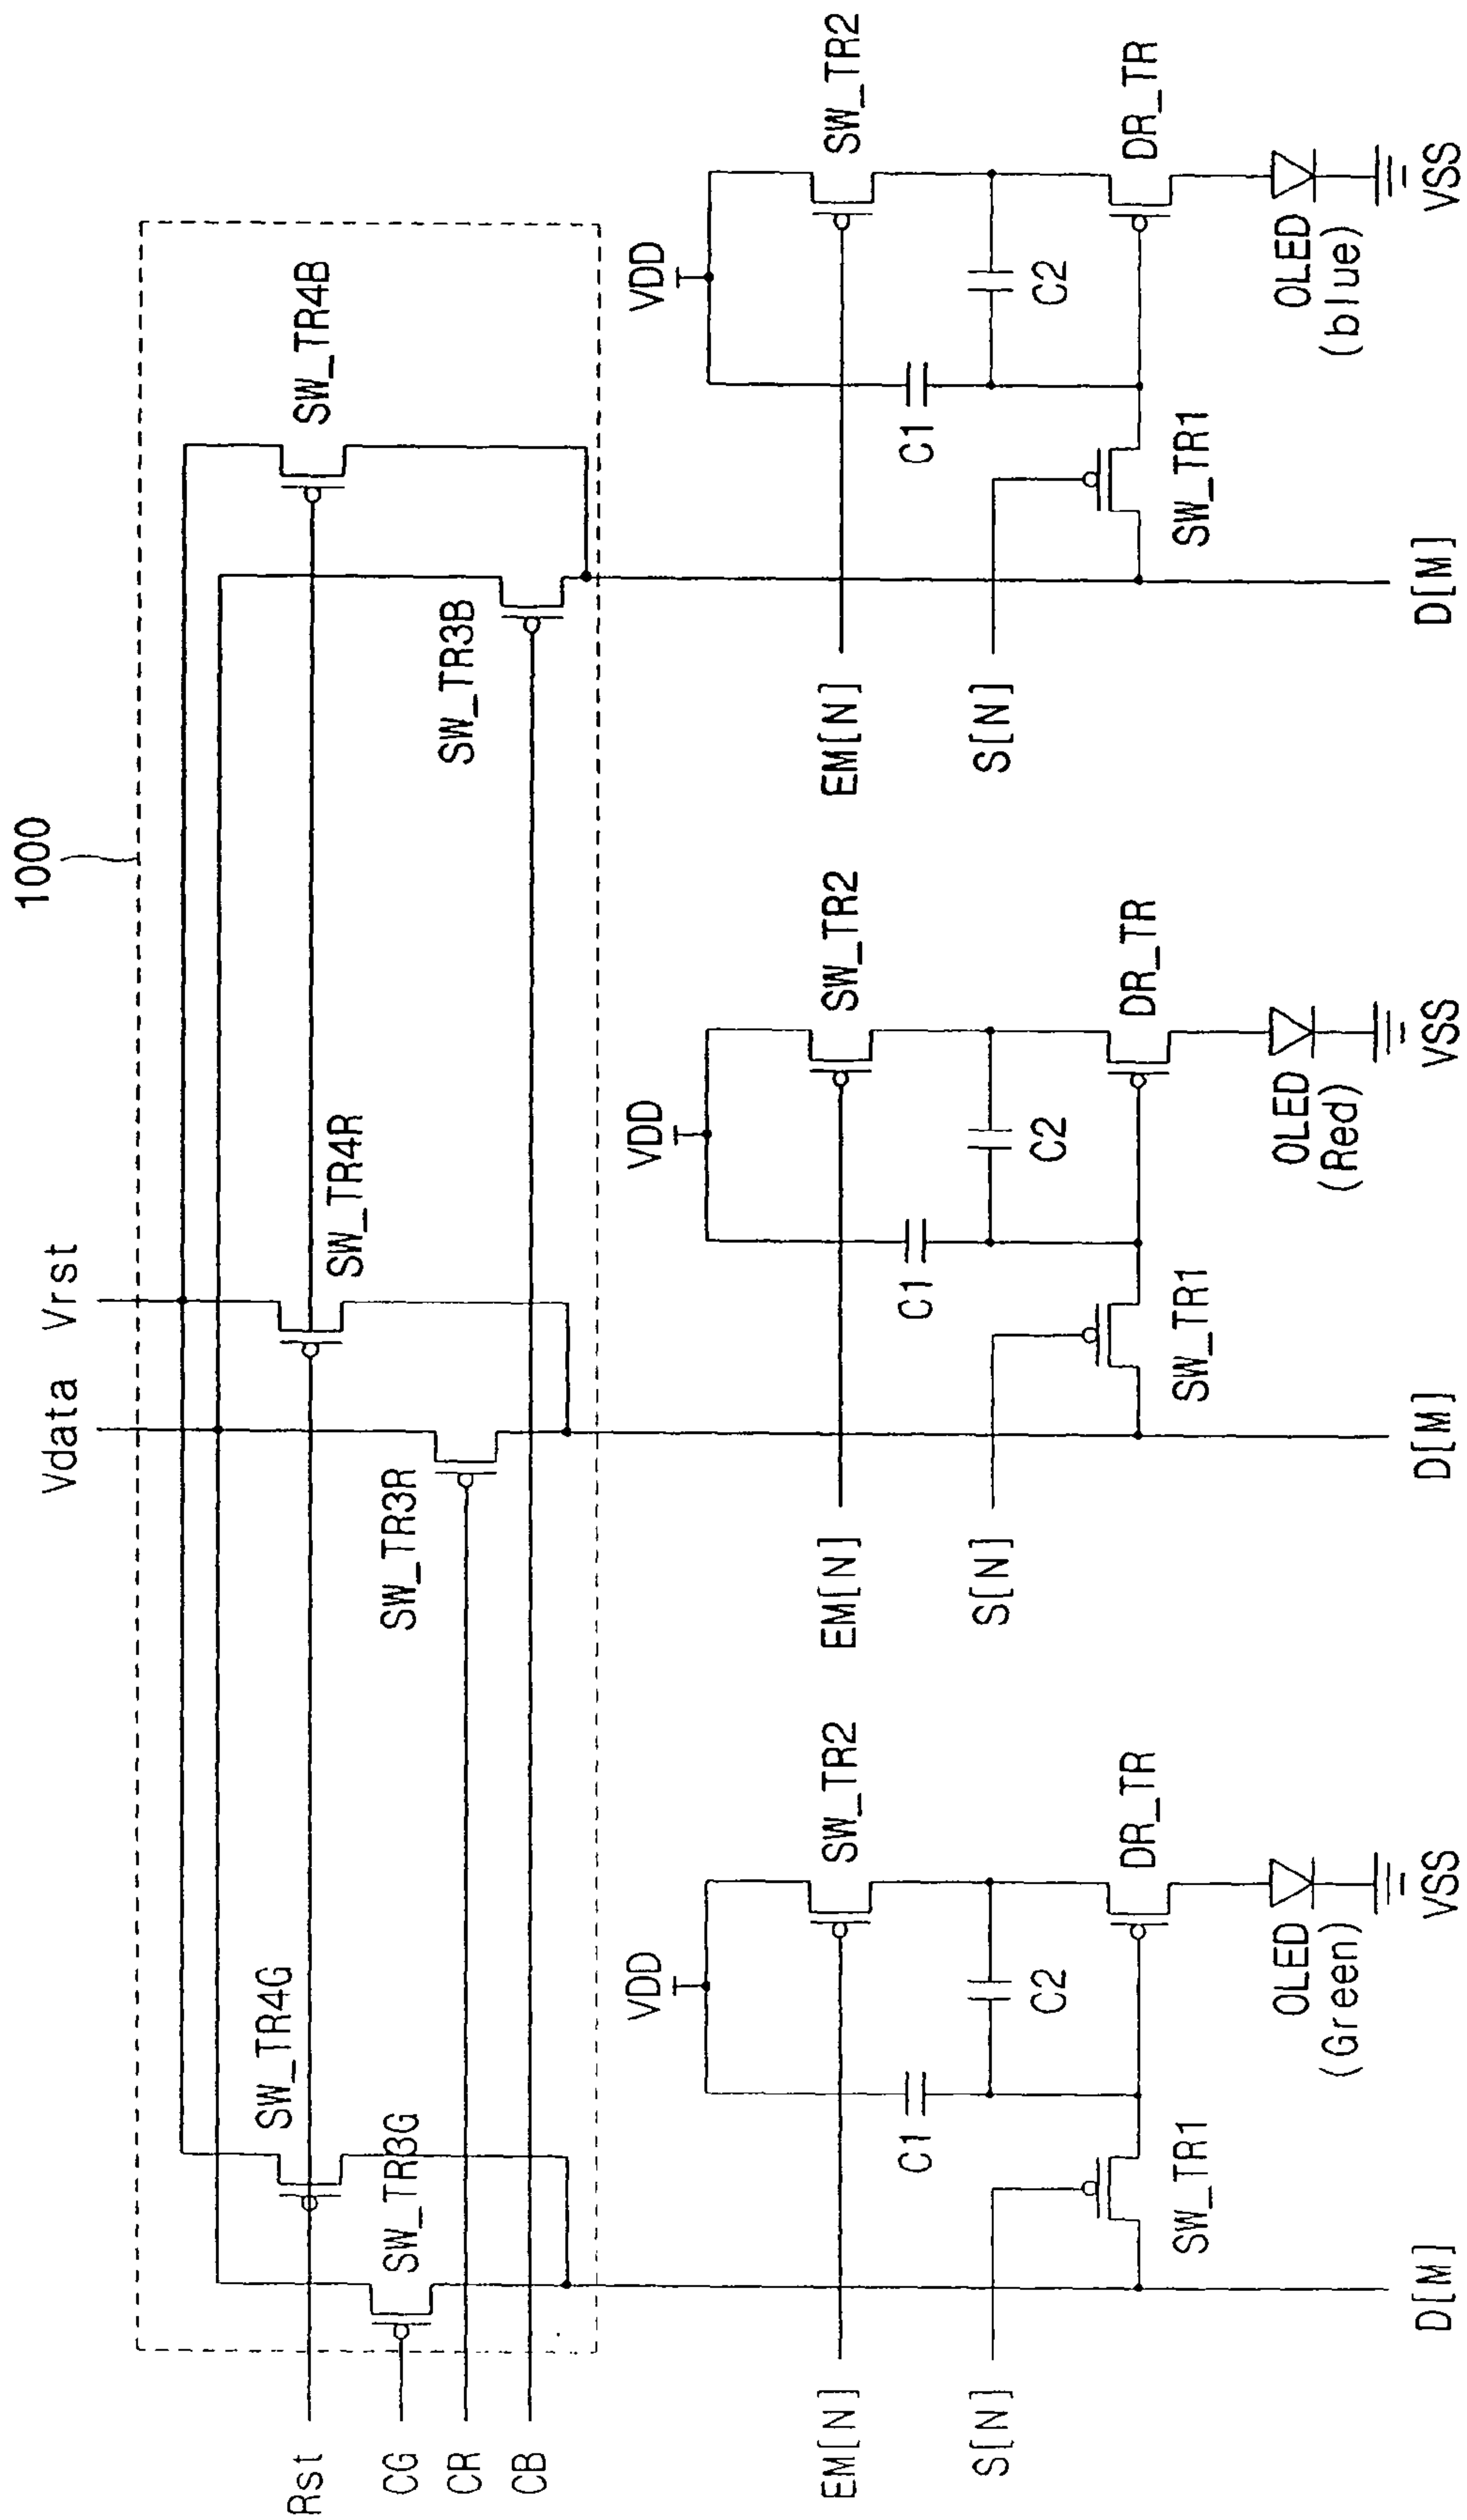 1000
Vdata Vrst
SW_TR4G
SW_TR4R
SW_TR4B
SW_TR3G
SW_TR3R
SW_TR3B
Rst
CG
CR
CB
VDD
SW_TR2
EM[N]
C1
C2
S[N]
SW_TR1
DR_TR
OLED
(Green)
VSS
D[M]
VDD
SW_TR2
EM[N]
C1
C2
S[N]
SW_TR1
DR_TR
OLED
(Red)
VSS
D[M]
VDD
SW_TR2
EM[N]
C1
C2
S[N]
SW_TR1
DR_TR
OLED
(blue)
VSS
D[M]